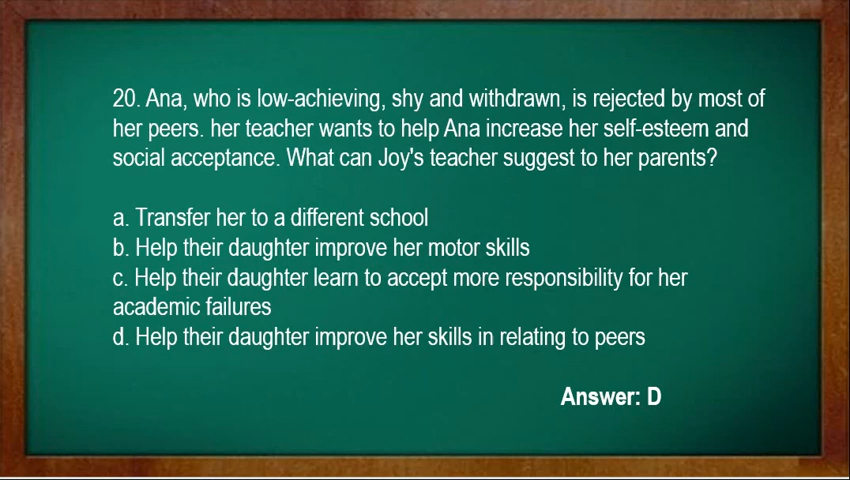 20. Ana, who is low-achieving, shy and withdrawn, is rejected by most of
her peers. her teacher wants to help Ana increase her self-esteem and
social acceptance. What can Joy's teacher suggest to her parents?
a. Transfer her to a different school
b. Help their daughter improve her motor skills
c. Help their daughter learn to accept more responsibility for her
academic failures
d. Help their daughter improve her skills in relating to peers
Answer: D